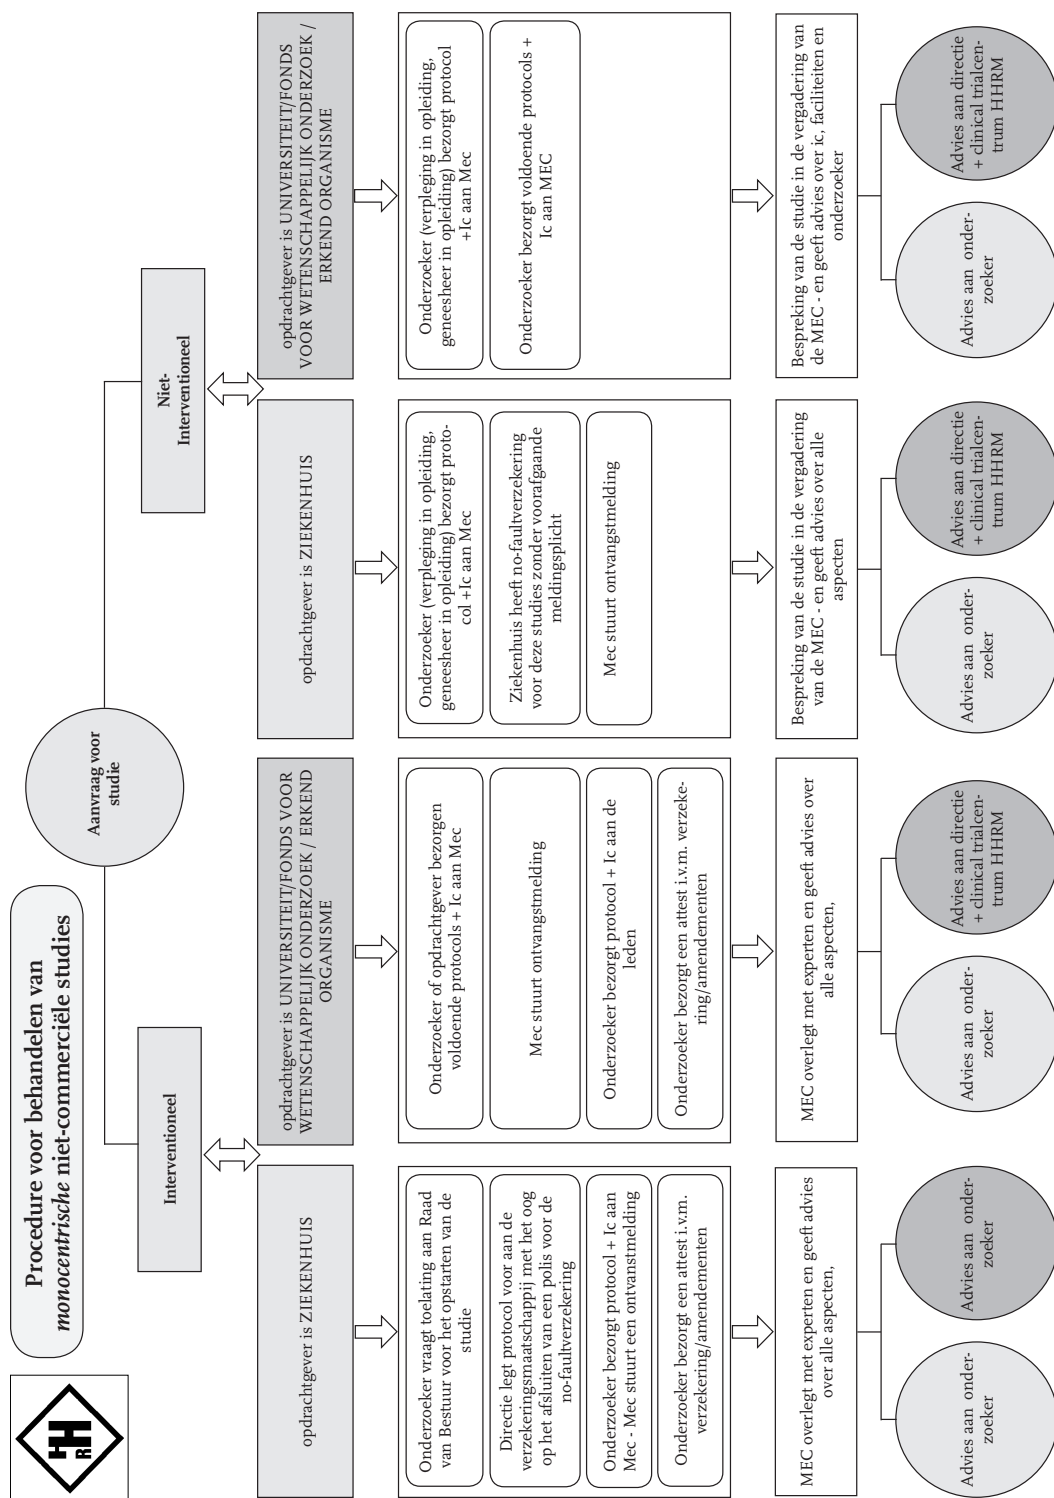 HH
R
Procedure voor behandelen van
monocentrische niet-commerciële studies
Aanvraag voor
studie
Interventioneel
Niet-
Interventioneel
opdrachtgever is ZIEKENHUIS
Onderzoeker vraagt toelating aan Raad
van Bestuur voor het opstarten van de
studie
Directie legt protocol voor aan de
verzekeringsmaatschappij met het oog
op het afsluiten van een polis voor de
no-faultverzekering
Onderzoeker bezorgt protocol + Ic aan
Mec - Mec stuurt een ontvanstmelding
Onderzoeker bezorgt een attest i.v.m.
verzekering/amendementen
MEC overlegt met experten en geeft advies
over alle aspecten,
Advies aan onder-
zoeker
Advies aan onder-
zoeker
opdrachtgever is UNIVERSITEIT/FONDS VOOR
WETENSCHAPPELIJK ONDERZOEK / ERKEND
ORGANISME
Onderzoeker of opdrachtgever bezorgen
voldoende protocols + Ic aan Mec
Mec stuurt ontvangstmelding
Onderzoeker bezorgt protocol + Ic aan de
leden
Onderzoeker bezorgt een attest i.v.m. verzeke-
ring/amendementen
MEC overlegt met experten en geeft advies over
alle aspecten,
Advies aan onder-
zoeker
Advies aan directie
+ clinical trialcen-
trum HHRM
opdrachtgever is ZIEKENHUIS
Onderzoeker (verpleging in opleiding,
geneesheer in opleiding) bezorgt proto-
col +Ic aan Mec
Ziekenhuis heeft no-faultverzekering
voor deze studies zonder voorafgaande
meldingsplicht
Mec stuurt ontvangstmelding
Bespreking van de studie in de vergadering
van de MEC - en geeft advies over alle
aspecten
Advies aan onder-
zoeker
Advies aan directie
+ clinical trialcen-
trum HHRM
opdrachtgever is UNIVERSITEIT/FONDS
VOOR WETENSCHAPPELIJK ONDERZOEK /
ERKEND ORGANISME
Onderzoeker (verpleging in opleiding,
geneesheer in opleiding) bezorgt protocol
+Ic aan Mec
Onderzoeker bezorgt voldoende protocols +
Ic aan MEC
Bespreking van de studie in de vergadering van
de MEC - en geeft advies over ic, faciliteiten en
onderzoeker
Advies aan onder-
zoeker
Advies aan directie
+ clinical trialcen-
trum HHRM